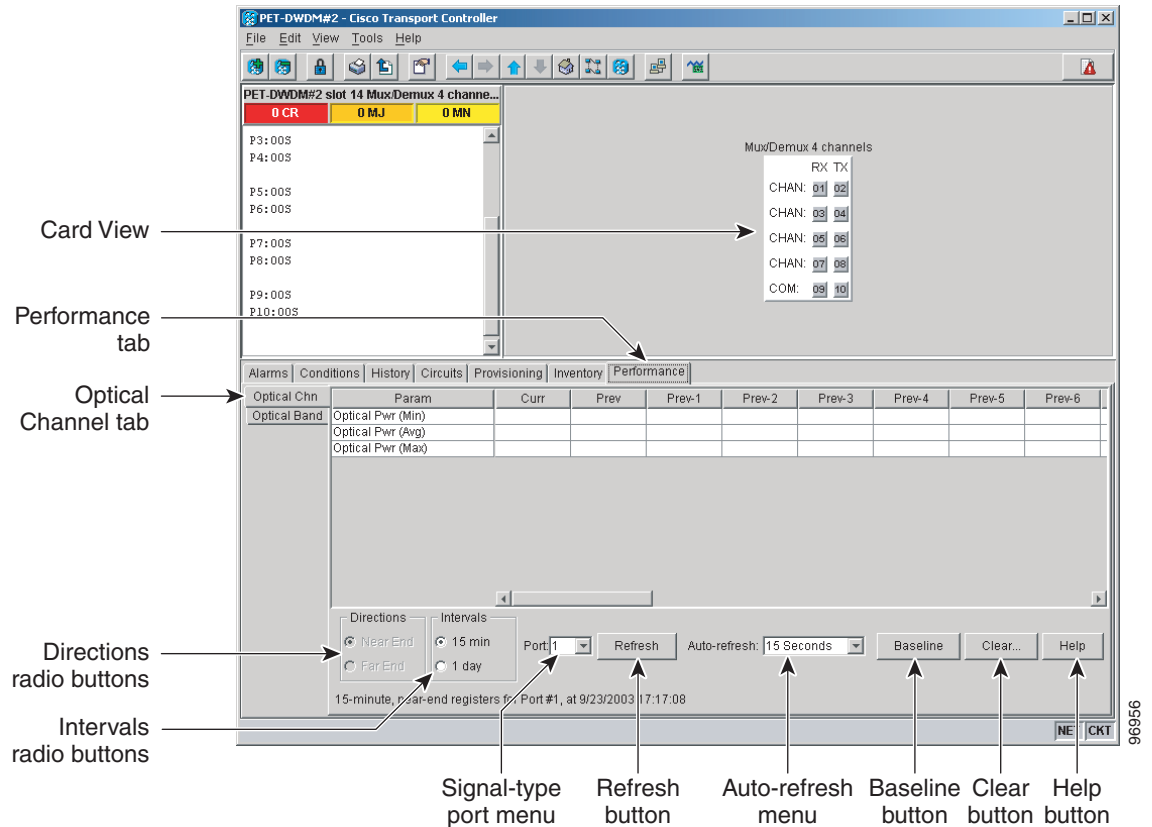 PET-DWDM#2 - Cisco Transport Controller
File Edit View Tools Help
PET-DWDM#2 slot 14 Mux/Demux 4 channe...
0 CR 0 MJ 0 MN
P3:OOS
P4:OOS
P5:OOS
P6:OOS
P7:OOS
P8:OOS
P9:OOS
P10:OOS
Mux/Demux 4 channels
RX TX
CHAN: 01 02
CHAN: 03 04
CHAN: 05 06
CHAN: 07 08
COM: 09 10
Card View
Performance
tab
Optical
Channel tab
Alarms Conditions History Circuits Provisioning Inventory Performance
Optical Chn
Optical Band
Param Curr Prev Prev-1 Prev-2 Prev-3 Prev-4 Prev-5 Prev-6
Optical Pwr (Min)
Optical Pwr (Avg)
Optical Pwr (Max)
Directions Intervals
Near End 15 min
Far End 1 day
Port: 1 Refresh Auto-refresh: 15 Seconds Baseline Clear... Help
15-minute, near-end registers for Port #1, at 9/23/2003 17:17:08
NET CKT
Directions
radio buttons
Intervals
radio buttons
Signal-type
port menu
Refresh
button
Auto-refresh
menu
Baseline
button
Clear
button
Help
button
96956